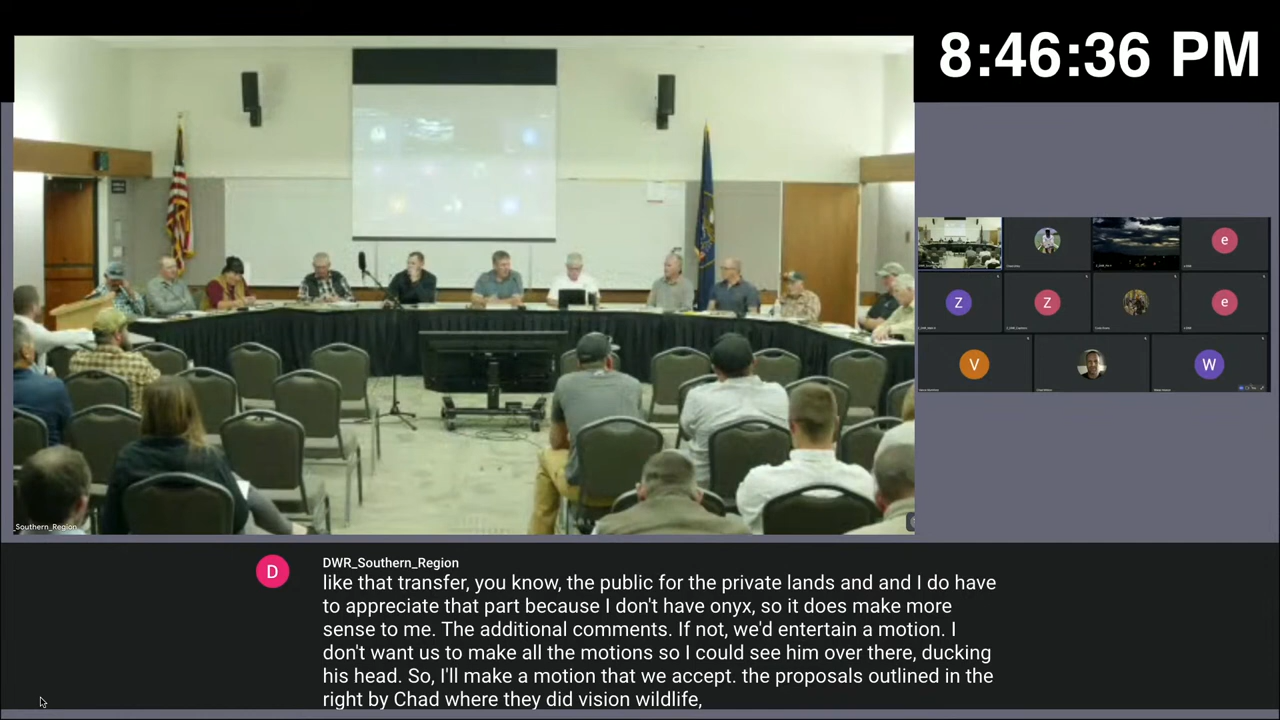 8:46:36 PM
e
Z
Z
e
V
W
_Southern_Region
D
DWR_Southern_Region
like that transfer, you know, the public for the private lands and and I do have
to appreciate that part because I don't have onyx, so it does make more
sense to me. The additional comments. If not, we'd entertain a motion. I
don't want us to make all the motions so I could see him over there, ducking
his head. So, I'll make a motion that we accept. the proposals outlined in the
right by Chad where they did vision wildlife,